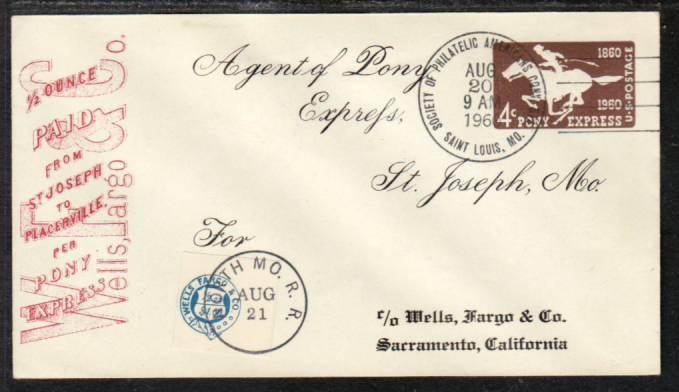 ½ OUNCE
PAID
FROM
ST JOSEPH
TO
PLACERVILLE.
PER
PONY
EXPRESS
Wells, Fargo & Co.
Agent of Pony
Express,
St. Joseph, Mo.
For
SOCIETY OF PHILATELIC AMERICANS
SAINT LOUIS, MO.
AUG
20
9 AM
196
1860
1960
4c PONY EXPRESS
U.S. POSTAGE
WELLS FARGO & CO.
TH MO. R. R.
AUG
21
c/o Wells, Fargo & Co.
Sacramento, California